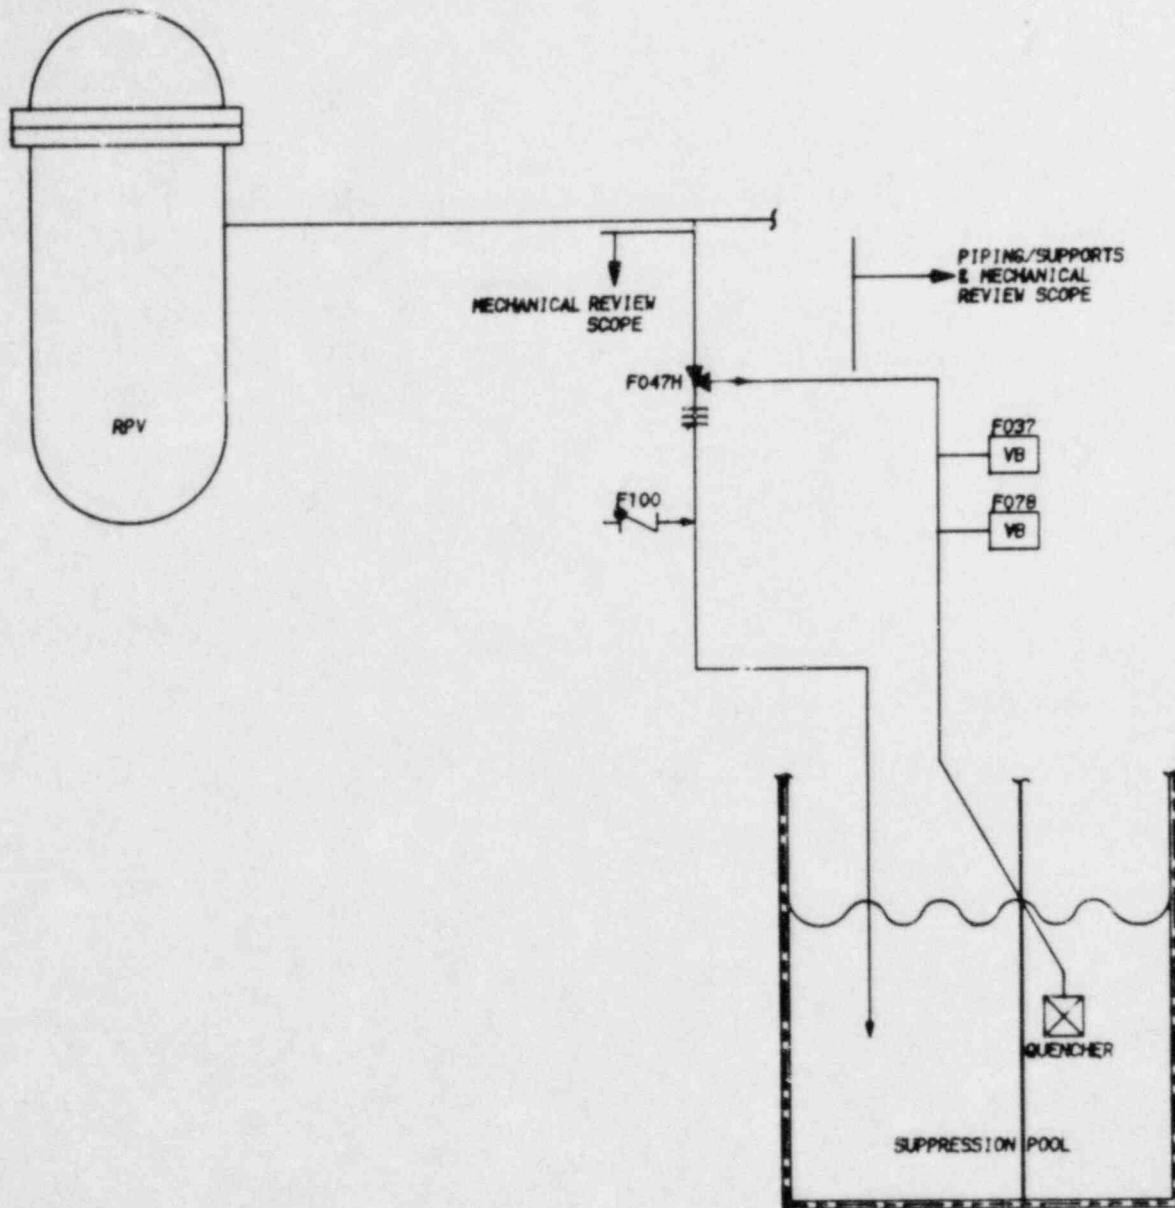 PIPING/SUPPORTS
& MECHANICAL
REVIEW SCOPE
MECHANICAL REVIEW
SCOPE
F047H
RPV
F037
VB
F100
F078
VB
QUENCHER
SUPPRESSION POOL